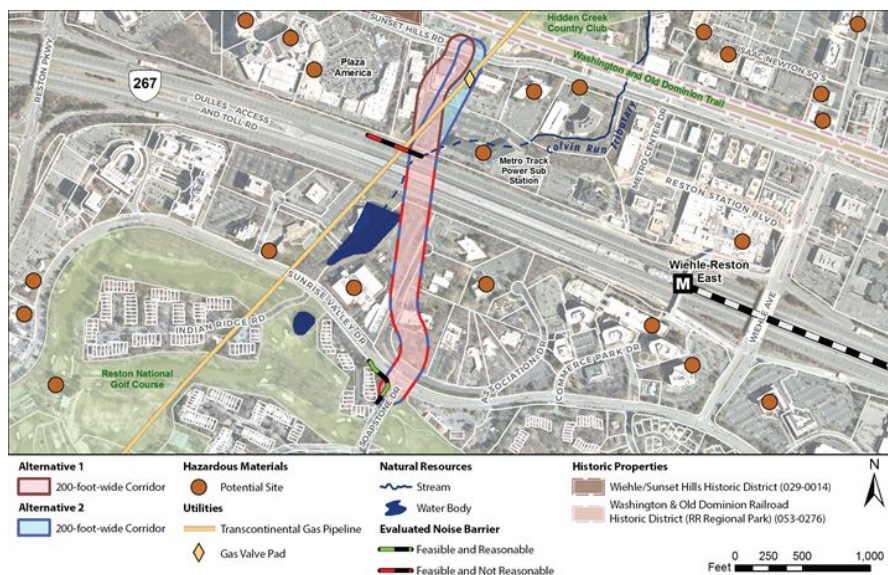 SUNSET HILLS RD
Hidden Creek
Country Club
Washington and Old Dominion Trail
ISAAC NEWTON SQ S
RESTON PKWY
Plaza
America
267
DULLES - ACCESS
AND TOLL RD
Colvin Run Tributary
METRO CENTER DR
Metro Track
Power Sub
Station
RESTON STATION BLVD
Wiehle-Reston
East
M
WIEHLE AVE
SUNRISE VALLEY DR
INDIAN RIDGE RD
Reston National
Golf Course
SOAPSTONE DR
ASSOCIATION DR
COMMERCE PARK DR
Alternative 1
200-foot-wide Corridor
Alternative 2
200-foot-wide Corridor
Hazardous Materials
Potential Site
Utilities
Transcontinental Gas Pipeline
Gas Valve Pad
Natural Resources
Stream
Water Body
Evaluated Noise Barrier
Feasible and Reasonable
Feasible and Not Reasonable
Historic Properties
Wiehle/Sunset Hills Historic District (029-0014)
Washington & Old Dominion Railroad
Historic District (RR Regional Park) (053-0276)
N
0 250 500 1,000
Feet